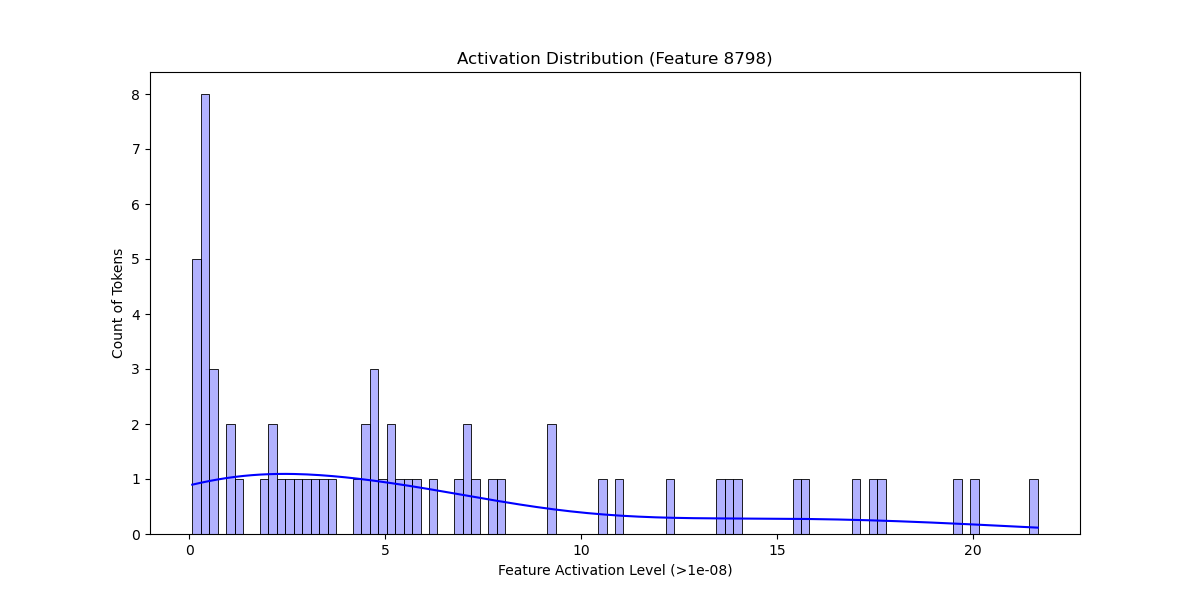 Activation Distribution (Feature 8798)
8
7
6
5
4
3
2
1
0
Count of Tokens
0 5 10 15 20
Feature Activation Level (>1e-08)